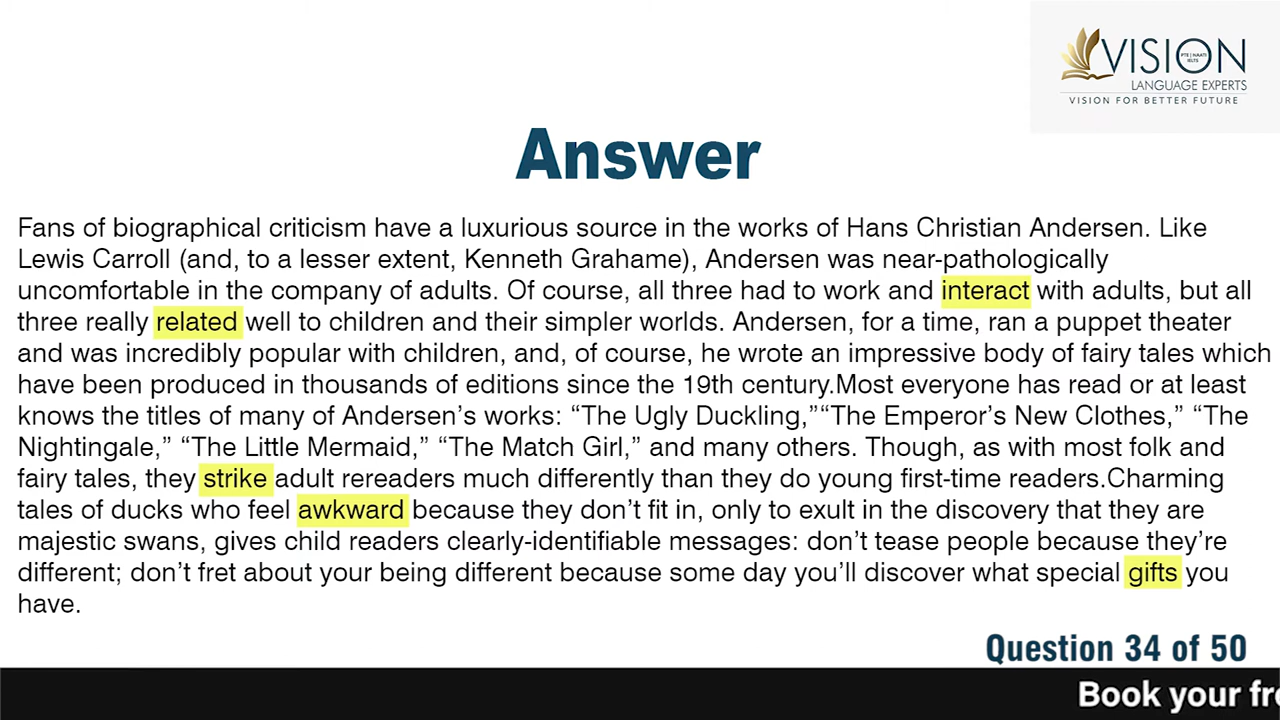 VISION
PTE | NAATI
IELTS
LANGUAGE EXPERTS
VISION FOR BETTER FUTURE
Answer
Fans of biographical criticism have a luxurious source in the works of Hans Christian Andersen. Like
Lewis Carroll (and, to a lesser extent, Kenneth Grahame), Andersen was near-pathologically
uncomfortable in the company of adults. Of course, all three had to work and interact with adults, but all
three really related well to children and their simpler worlds. Andersen, for a time, ran a puppet theater
and was incredibly popular with children, and, of course, he wrote an impressive body of fairy tales which
have been produced in thousands of editions since the 19th century.Most everyone has read or at least
knows the titles of many of Andersen’s works: “The Ugly Duckling,”“The Emperor’s New Clothes,” “The
Nightingale,” “The Little Mermaid,” “The Match Girl,” and many others. Though, as with most folk and
fairy tales, they strike adult rereaders much differently than they do young first-time readers.Charming
tales of ducks who feel awkward because they don’t fit in, only to exult in the discovery that they are
majestic swans, gives child readers clearly-identifiable messages: don’t tease people because they’re
different; don’t fret about your being different because some day you’ll discover what special gifts you
have.
Question 34 of 50
Book your fre